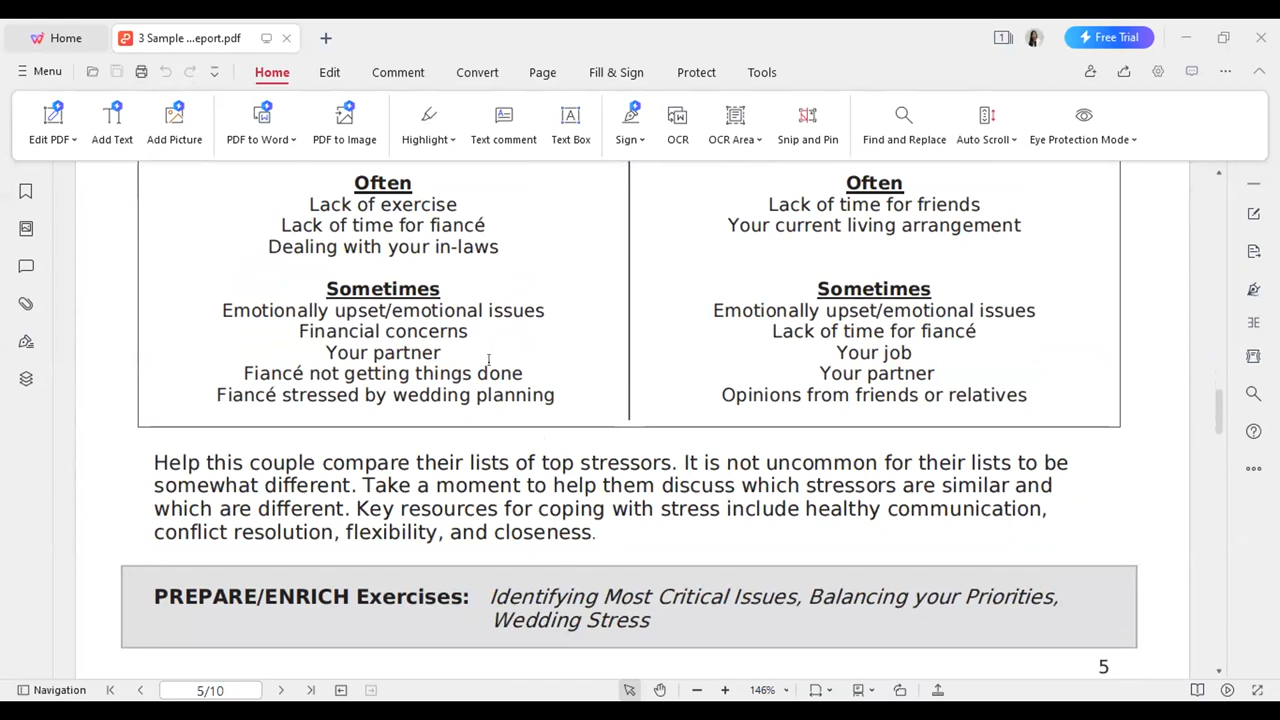 Home
3 Sample ...eport.pdf
1
Free Trial
Menu
Home
Edit
Comment
Convert
Page
Fill & Sign
Protect
Tools
Edit PDF
Add Text
Add Picture
PDF to Word
PDF to Image
Highlight
Text comment
Text Box
Sign
OCR
OCR Area
Snip and Pin
Find and Replace
Auto Scroll
Eye Protection Mode
Often
Lack of exercise
Lack of time for fiancé
Dealing with your in-laws
Sometimes
Emotionally upset/emotional issues
Financial concerns
Your partner
Fiancé not getting things done
Fiancé stressed by wedding planning
Often
Lack of time for friends
Your current living arrangement
Sometimes
Emotionally upset/emotional issues
Lack of time for fiancé
Your job
Your partner
Opinions from friends or relatives
Help this couple compare their lists of top stressors. It is not uncommon for their lists to be
somewhat different. Take a moment to help them discuss which stressors are similar and
which are different. Key resources for coping with stress include healthy communication,
conflict resolution, flexibility, and closeness.
PREPARE/ENRICH Exercises: Identifying Most Critical Issues, Balancing your Priorities,
Wedding Stress
5
Navigation
5/10
146%